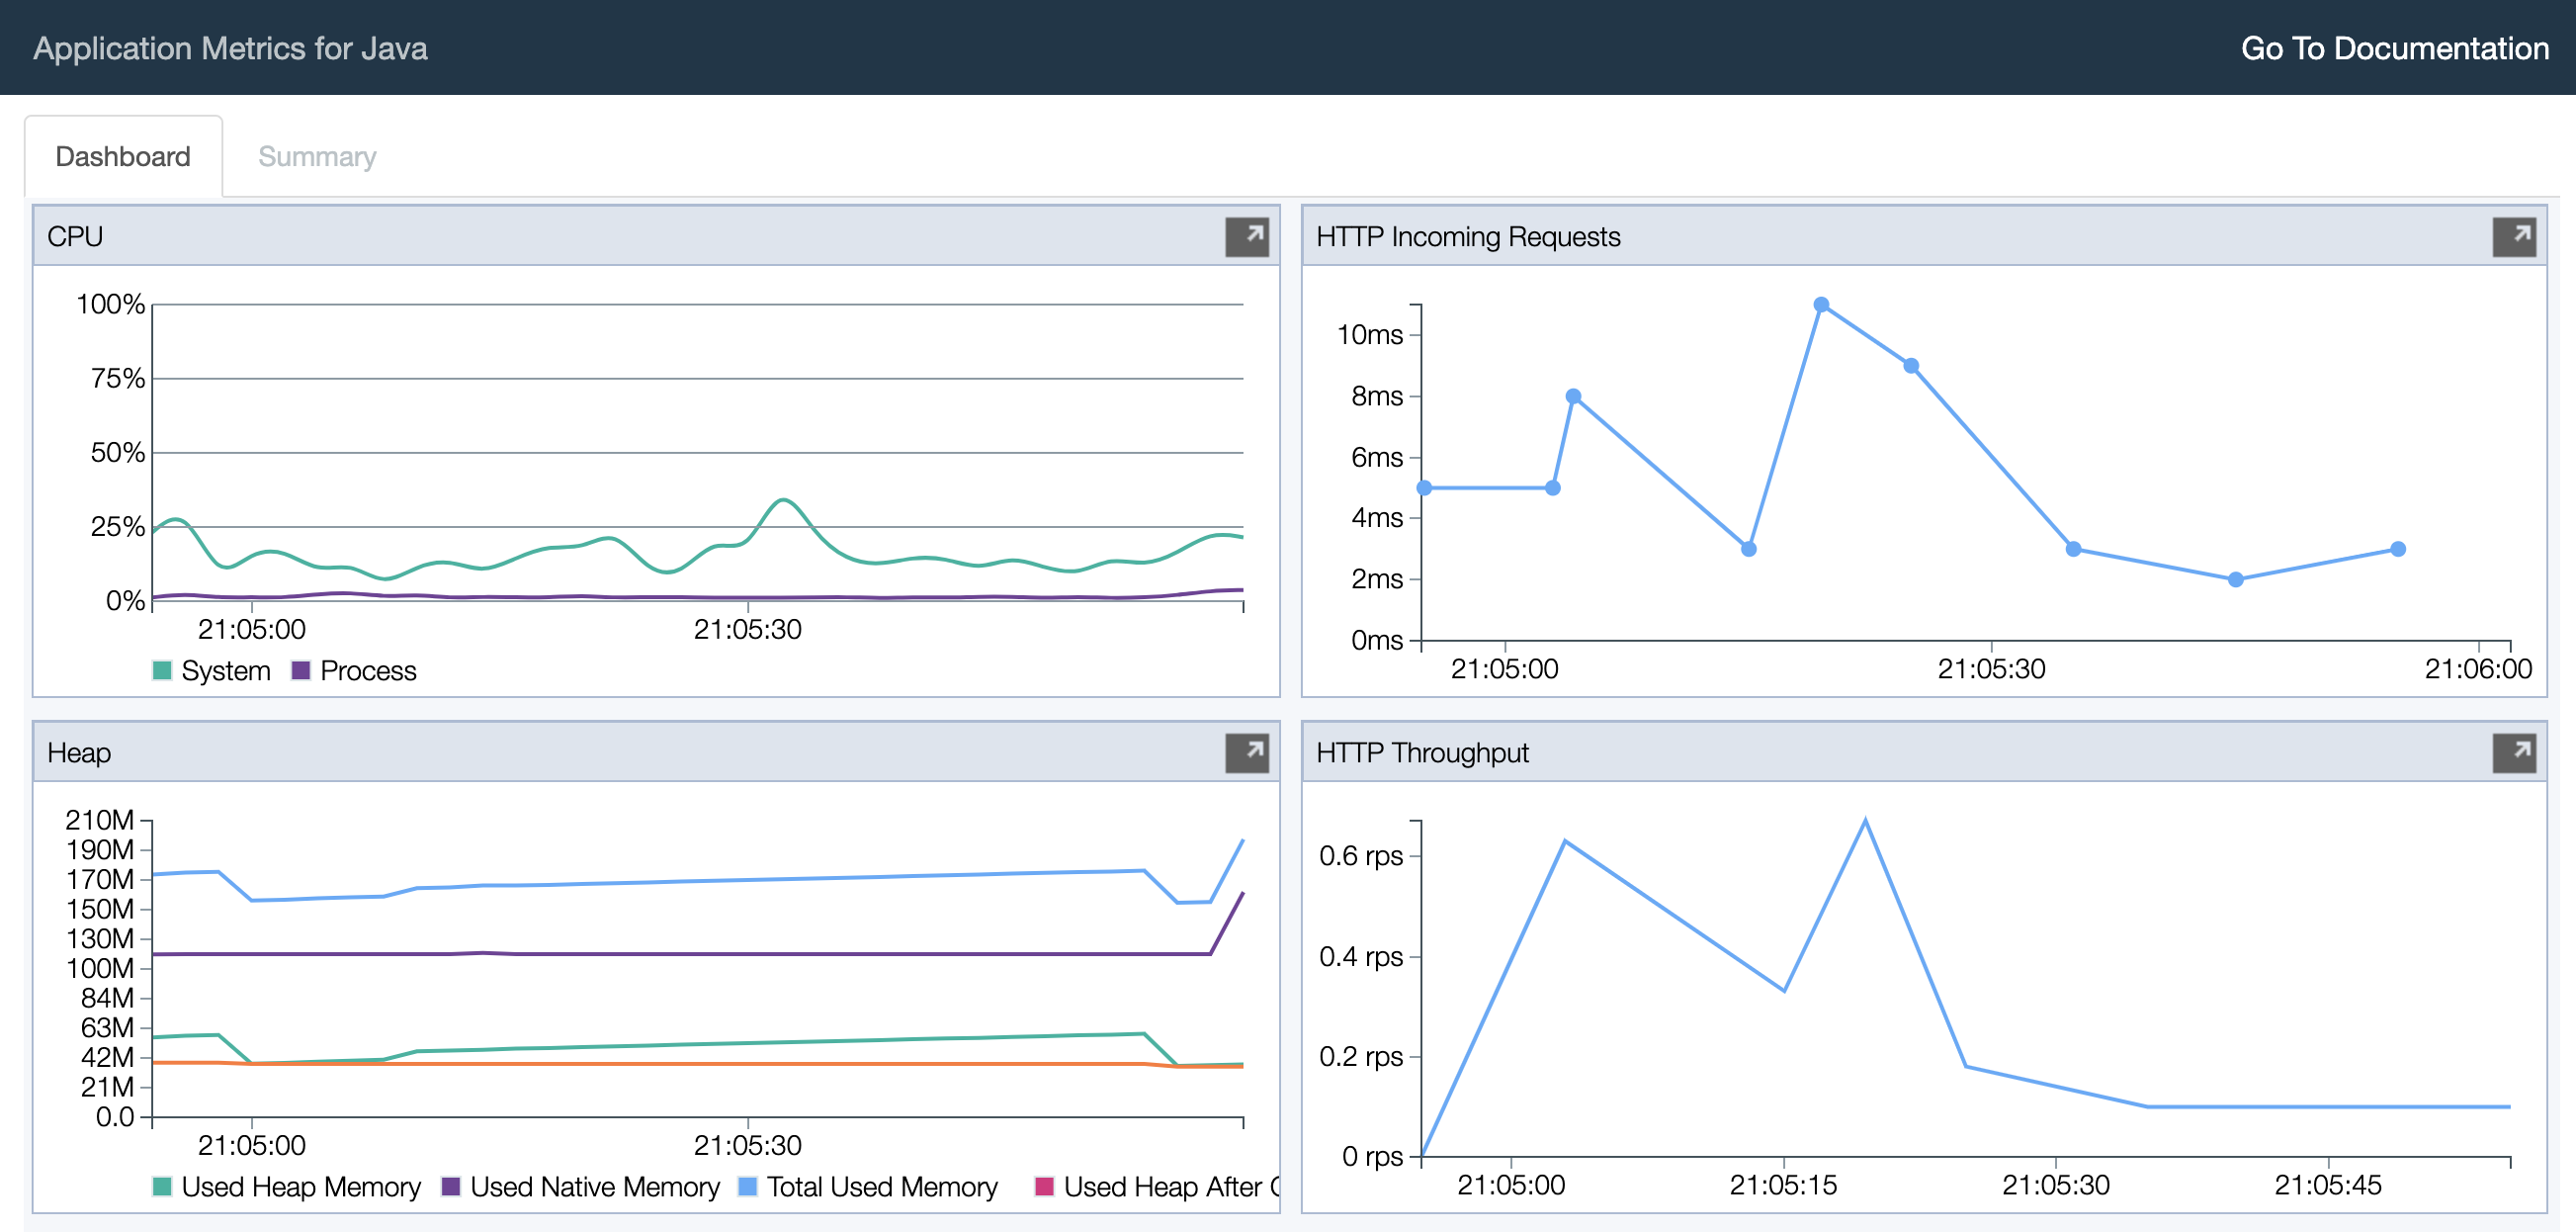 Application Metrics for Java
Go To Documentation
Dashboard
Summary
CPU
100%
75%
50%
25%
0%
21:05:00
21:05:30
System
Process
HTTP Incoming Requests
10ms
8ms
6ms
4ms
2ms
0ms
21:05:00
21:05:30
21:06:00
Heap
210M
190M
170M
150M
130M
100M
84M
63M
42M
21M
0.0
21:05:00
21:05:30
Used Heap Memory
Used Native Memory
Total Used Memory
Used Heap After
HTTP Throughput
0.6 rps
0.4 rps
0.2 rps
0 rps
21:05:00
21:05:15
21:05:30
21:05:45